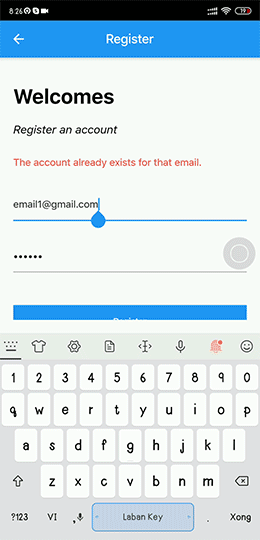 8:26
19
Register
Welcomes
Register an account
The account already exists for that email.
email1@gmail.com
••••••
1 2 3 4 5 6 7 8 9 0
q w e r t y u i o p
a s d f g h j k l
z x c v b n m
?123 VI , Laban Key . Xong